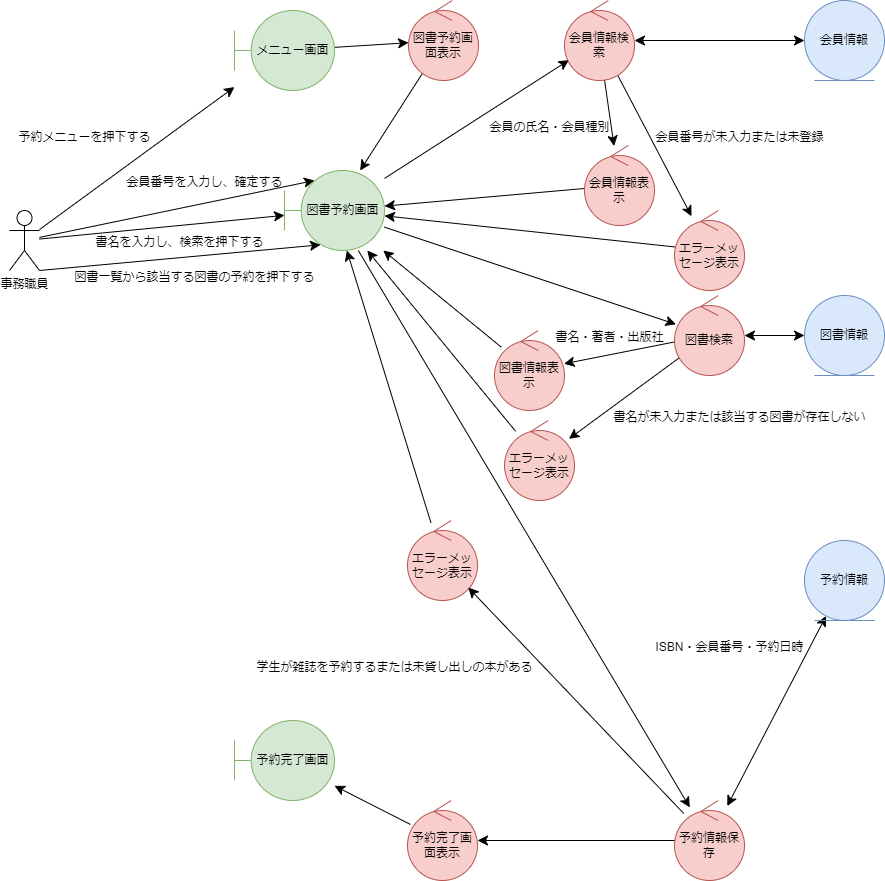 メニュー画面
図書予約画
面表示
会員情報検
索
会員情報
予約メニューを押下する
会員の氏名・会員種別
会員番号が未入力または未登録
会員番号を入力し、確定する
会員情報表
示
図書予約画面
書名を入力し、検索を押下する
事務職員
図書一覧から該当する図書の予約を押下する
エラーメッ
セージ表示
書名・著者・出版社
図書検索
図書情報
図書情報表
示
書名が未入力または該当する図書が存在しない
エラーメッ
セージ表示
エラーメッ
セージ表示
予約情報
ISBN・会員番号・予約日時
学生が雑誌を予約するまたは未貸し出しの本がある
予約完了画面
予約完了画
面表示
予約情報保
存